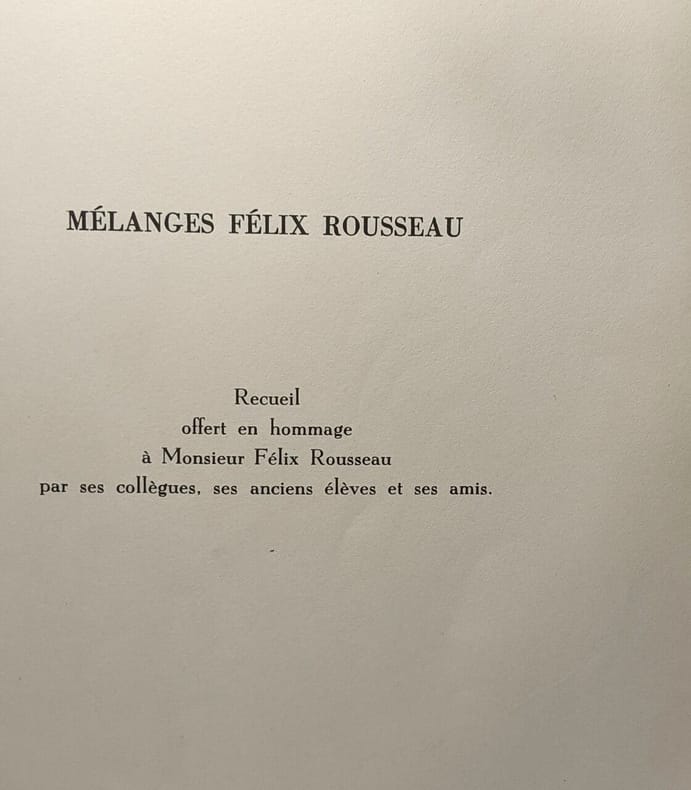 MÉLANGES FÉLIX ROUSSEAU
Recueil
offert en hommage
à Monsieur Félix Rousseau
par ses collègues, ses anciens élèves et ses amis.